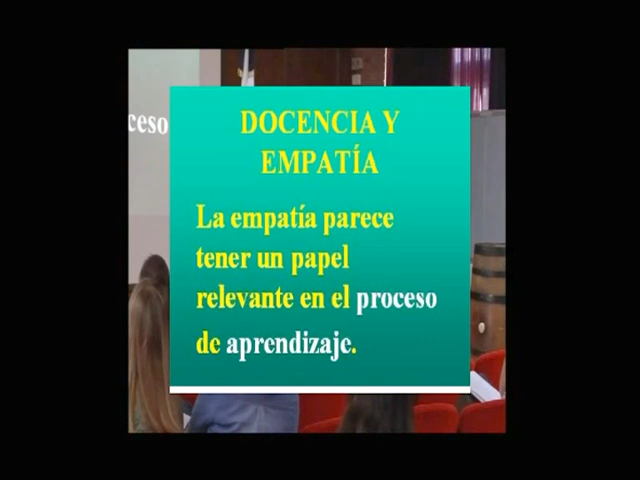 ceso
DOCENCIA Y
EMPATÍA
La empatía parece
tener un papel
relevante en el proceso
de aprendizaje.